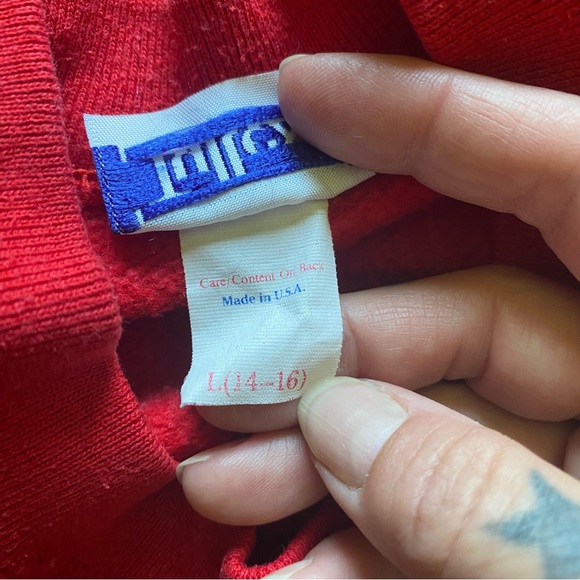 Care/Content On Back
Made in U.S.A.
L(14-16)